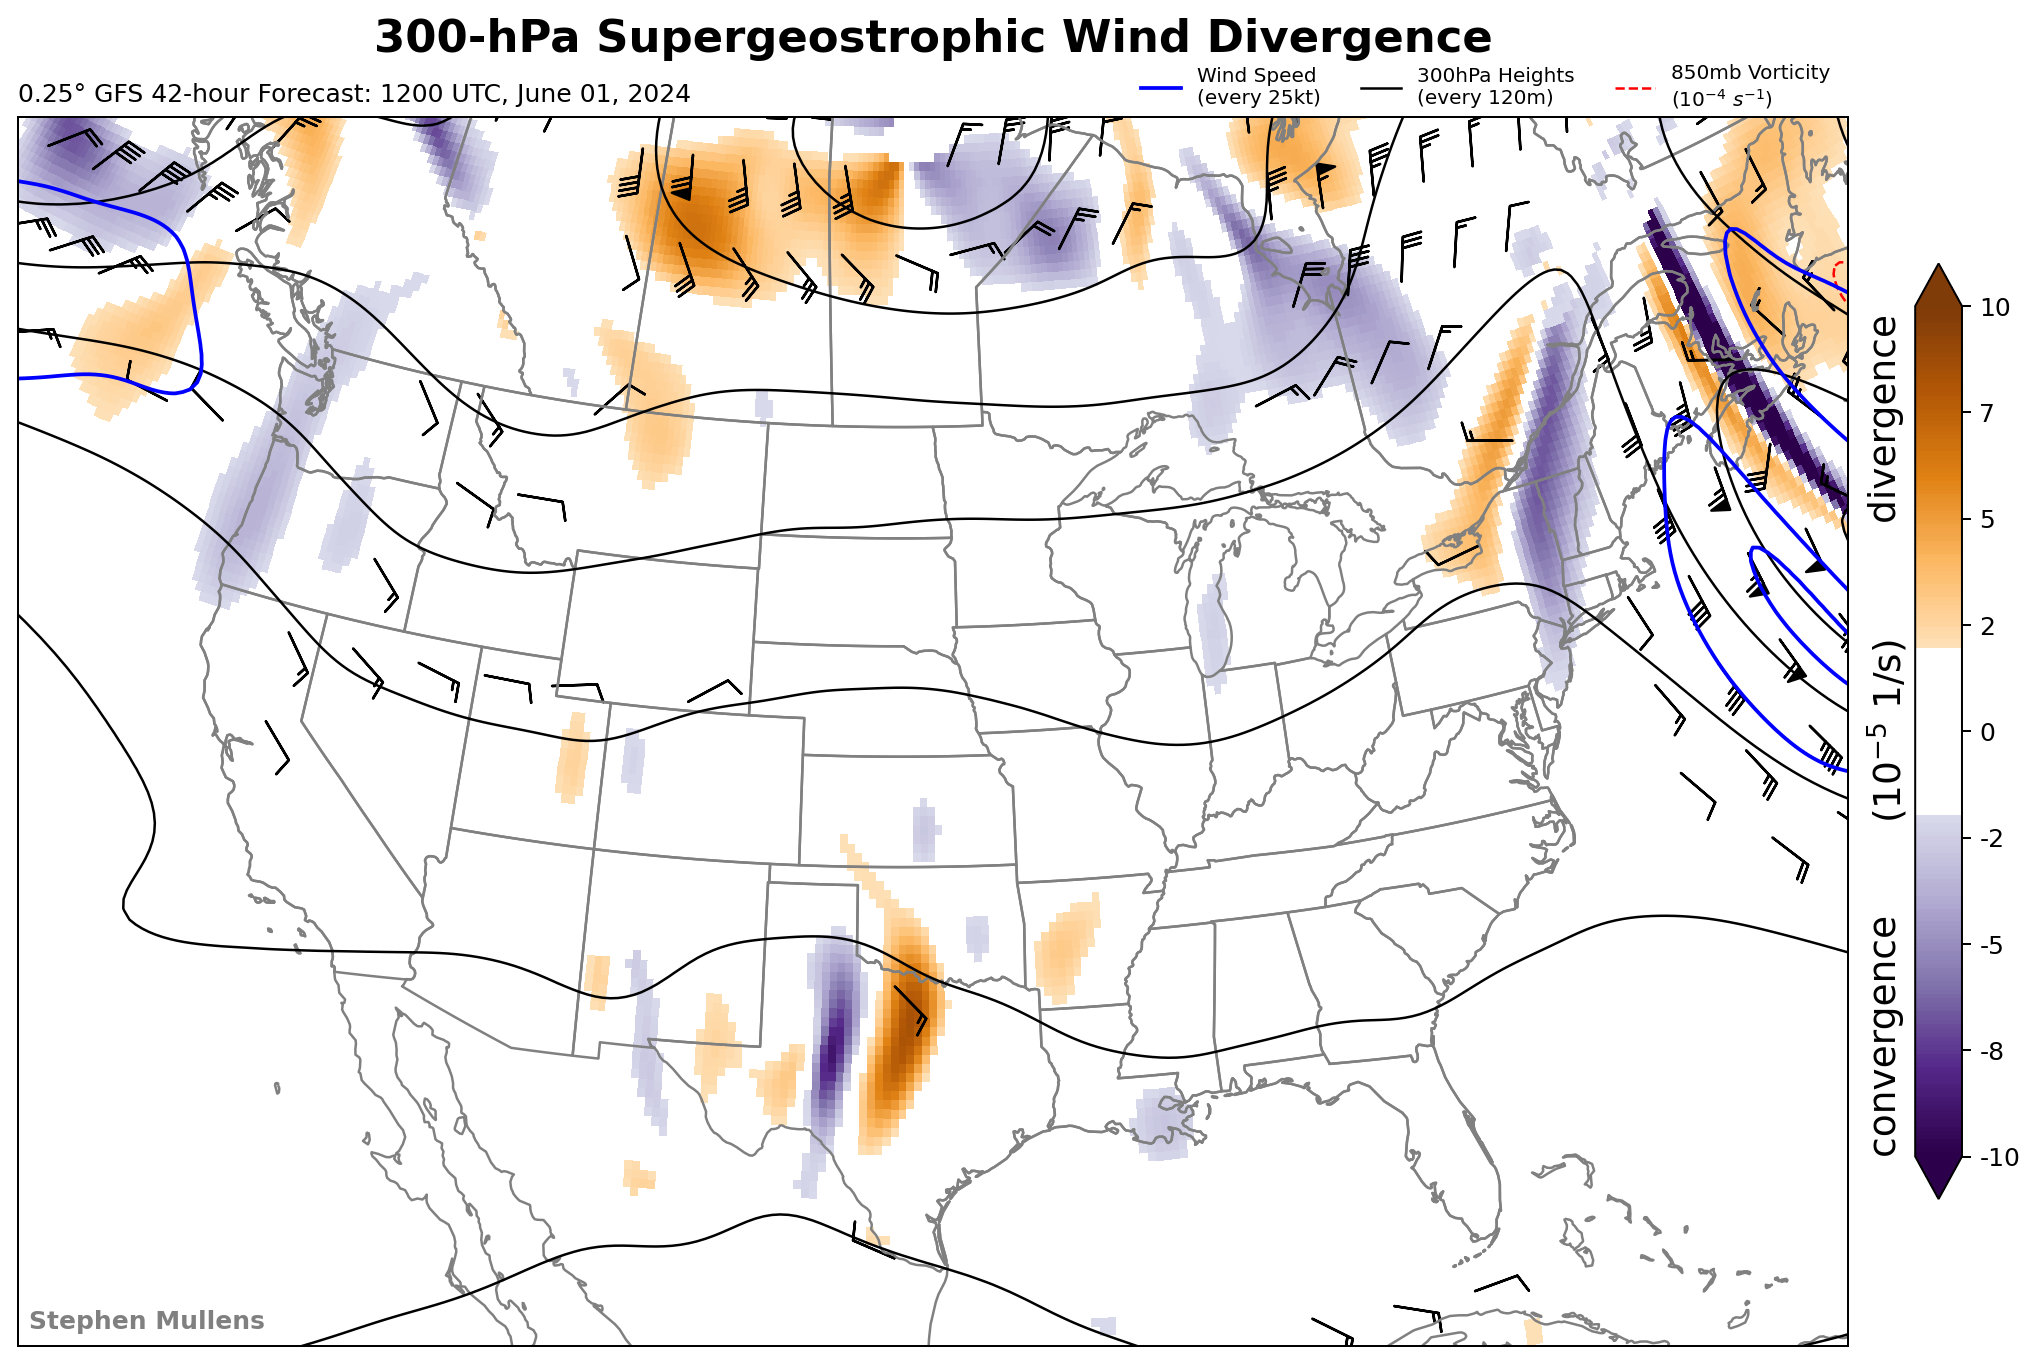 300-hPa Supergeostrophic Wind Divergence
0.25° GFS 42-hour Forecast: 1200 UTC, June 01, 2024
Wind Speed
(every 25kt)
300hPa Heights
(every 120m)
850mb Vorticity
(10⁻⁴ s⁻¹)
10
7
5
2
0
-2
-5
-8
-10
convergence (10⁻⁵ 1/s) divergence
Stephen Mullens